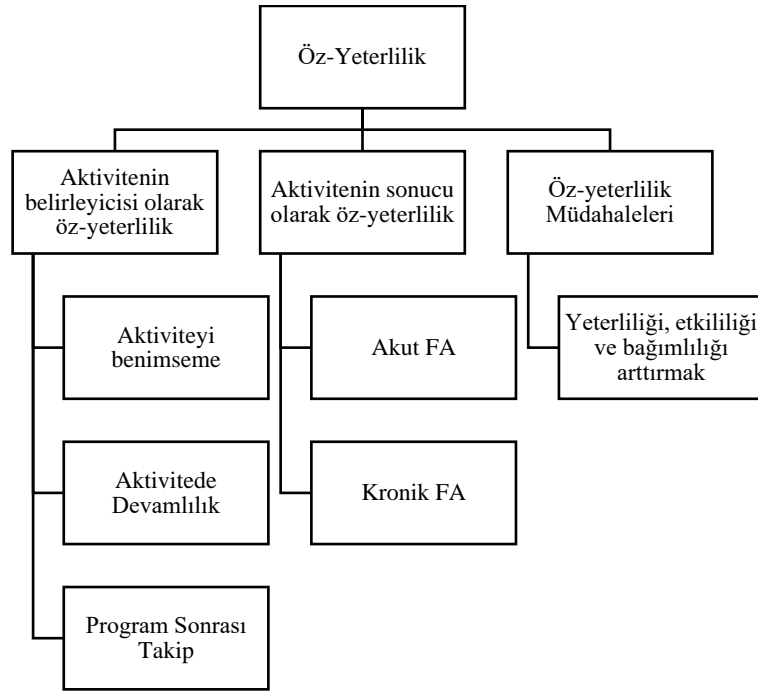 Öz-Yeterlilik
Aktivitenin
belirleyicisi olarak
öz-yeterlilik
Aktivitenin sonucu
olarak öz-yeterlilik
Öz-yeterlilik
Müdahaleleri
Aktiviteyi
benimseme
Akut FA
Yeterliliği, etkililiği
ve bağımlılığı
arttırmak
Aktivitede
Devamlılık
Kronik FA
Program Sonrası
Takip